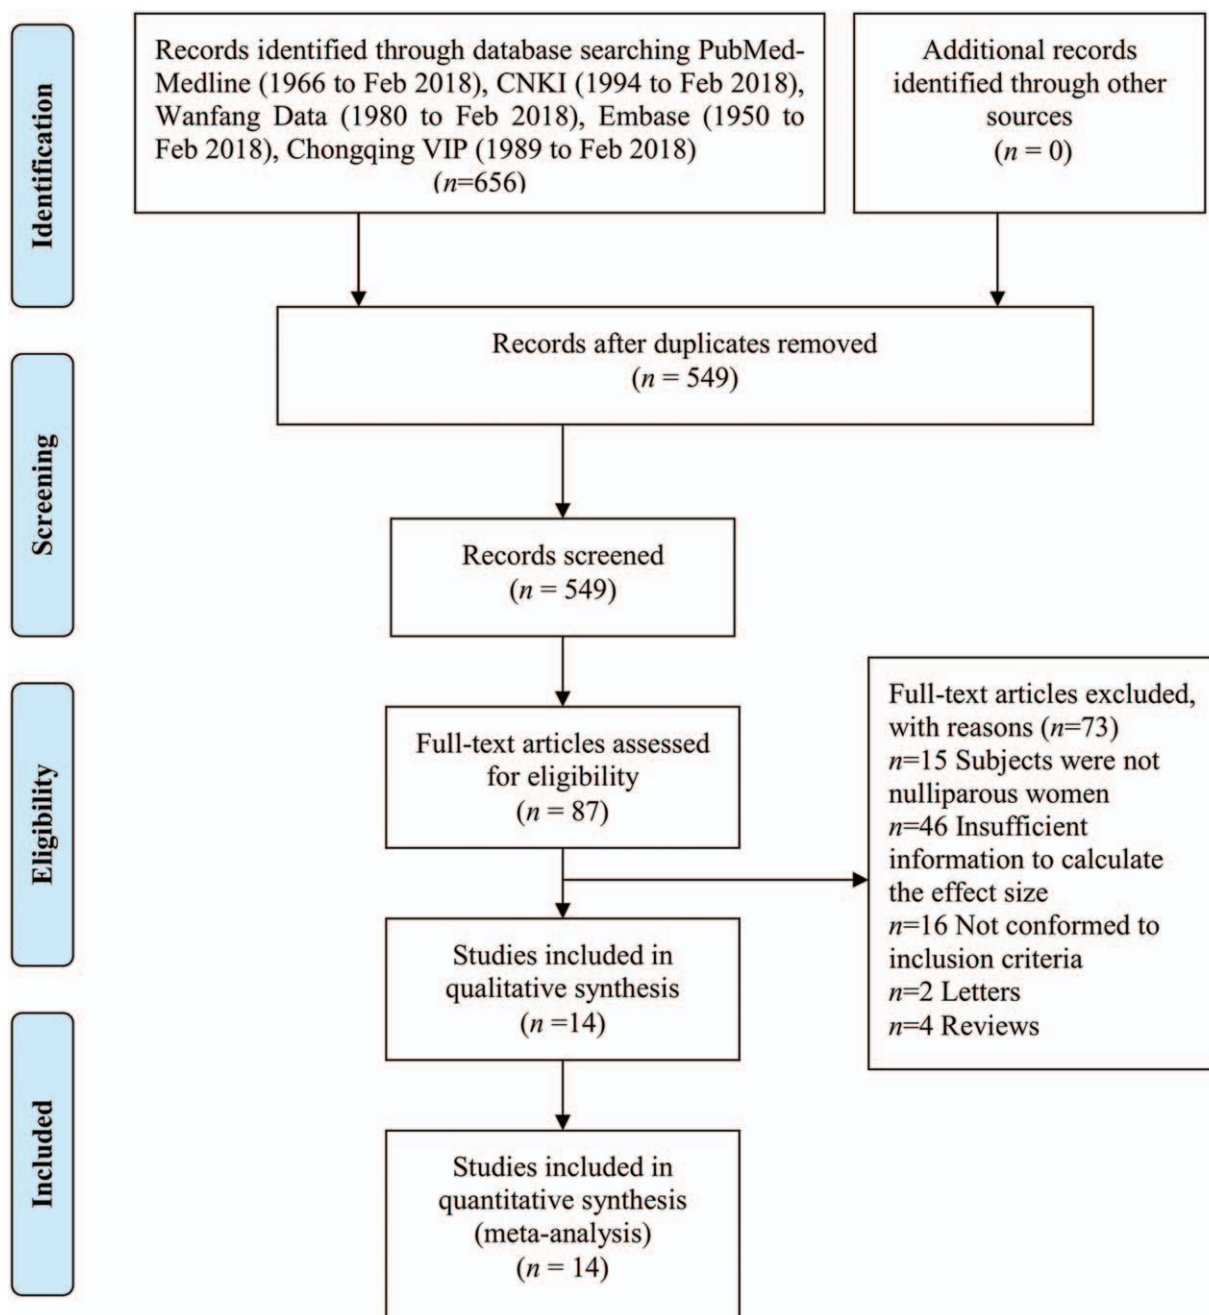 Identification
Records identified through database searching PubMed-
Medline (1966 to Feb 2018), CNKI (1994 to Feb 2018),
Wanfang Data (1980 to Feb 2018), Embase (1950 to
Feb 2018), Chongqing VIP (1989 to Feb 2018)
(n=656)
Additional records
identified through other
sources
(n = 0)
Records after duplicates removed
(n = 549)
Screening
Records screened
(n = 549)
Eligibility
Full-text articles assessed
for eligibility
(n = 87)
Full-text articles excluded,
with reasons (n=73)
n=15 Subjects were not
nulliparous women
n=46 Insufficient
information to calculate
the effect size
n=16 Not conformed to
inclusion criteria
n=2 Letters
n=4 Reviews
Studies included in
qualitative synthesis
(n =14)
Included
Studies included in
quantitative synthesis
(meta-analysis)
(n = 14)